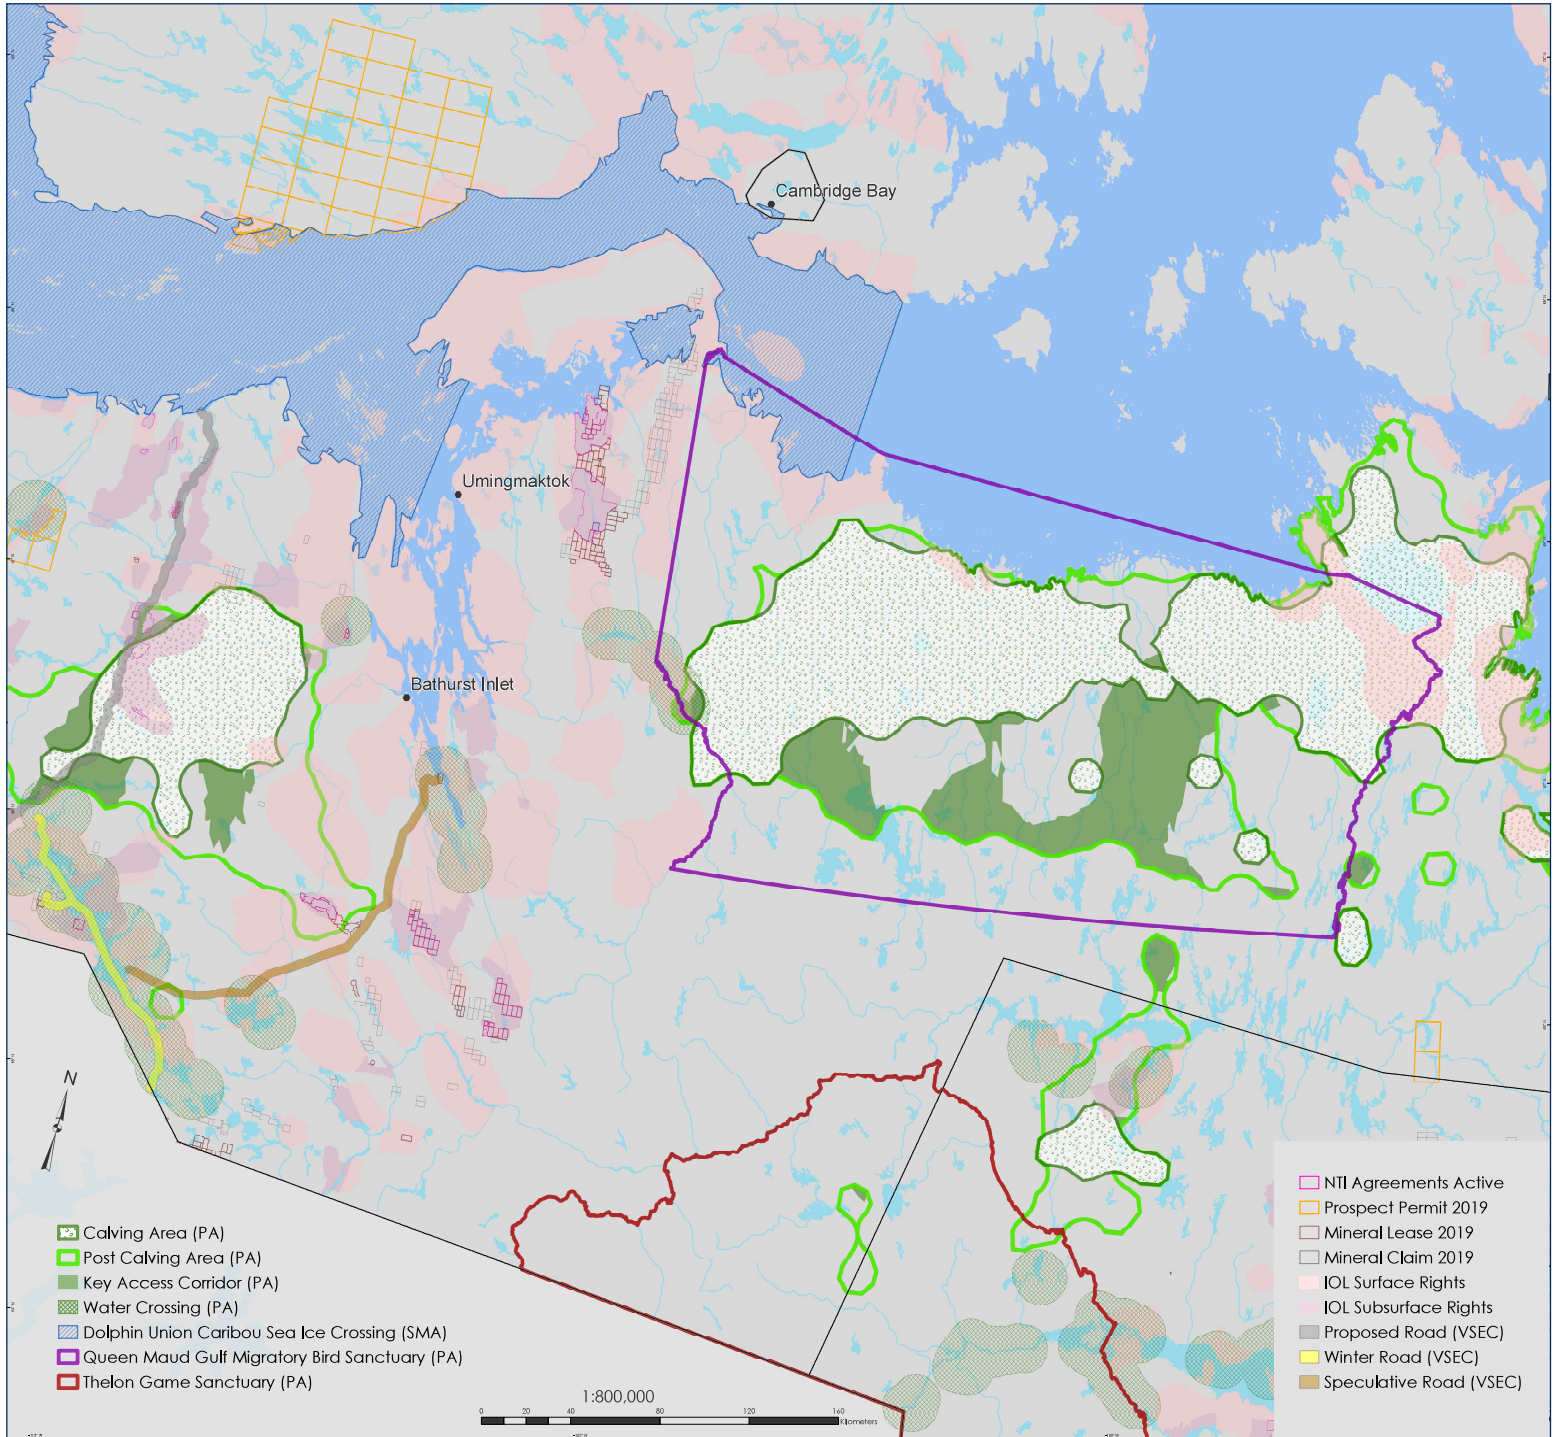 Cambridge Bay
Umingmaktok
Bathurst Inlet
N
Calving Area (PA)
Post Calving Area (PA)
Key Access Corridor (PA)
Water Crossing (PA)
Dolphin Union Caribou Sea Ice Crossing (SMA)
Queen Maud Gulf Migratory Bird Sanctuary (PA)
Thelon Game Sanctuary (PA)
1:800,000
0 20 40 80 120 160
Kilometers
NTI Agreements Active
Prospect Permit 2019
Mineral Lease 2019
Mineral Claim 2019
IOL Surface Rights
IOL Subsurface Rights
Proposed Road (VSEC)
Winter Road (VSEC)
Speculative Road (VSEC)